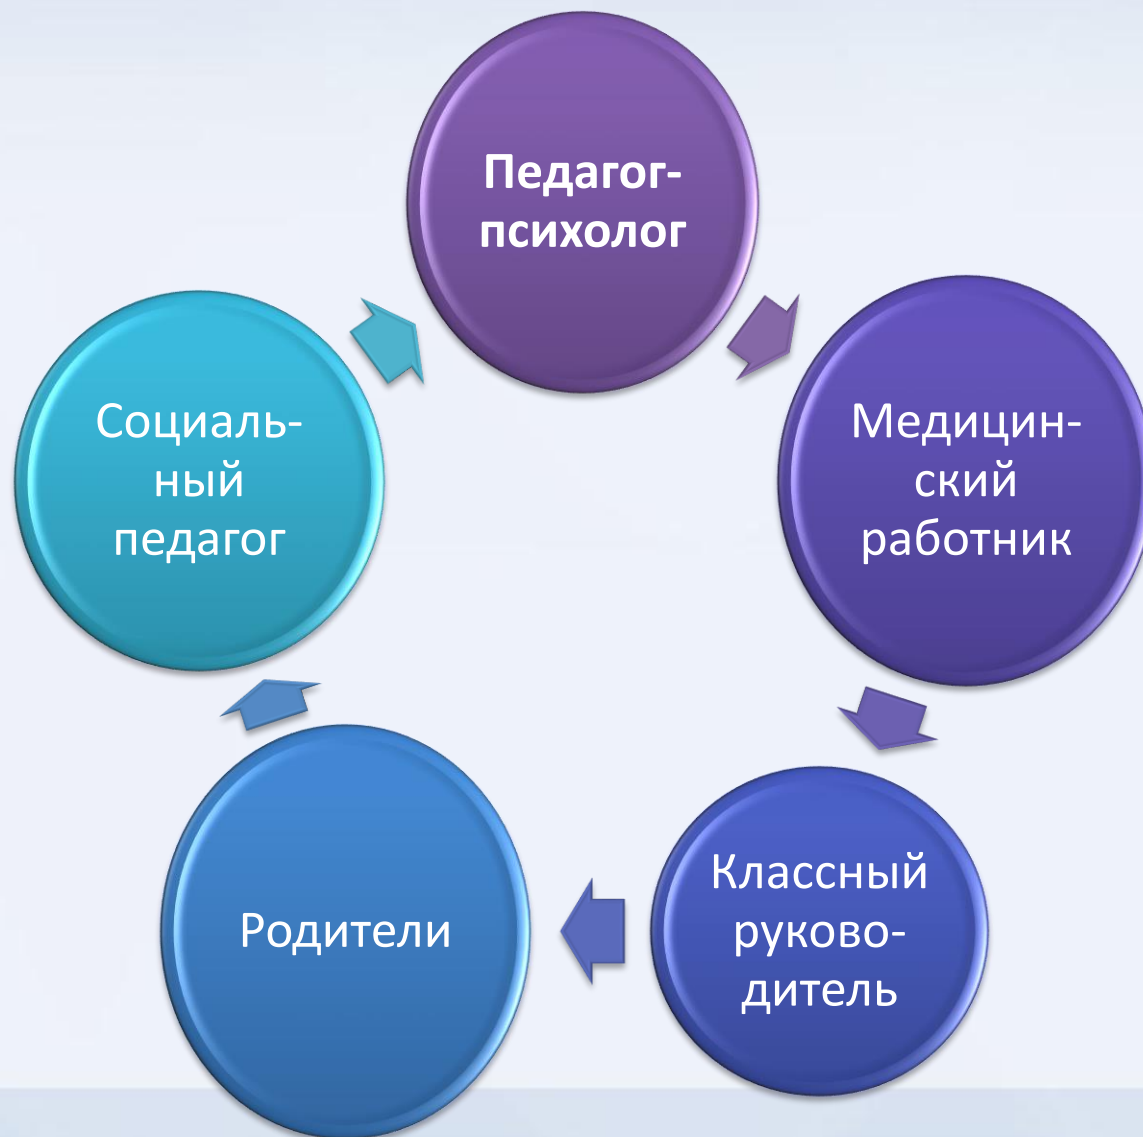 Педагог-
психолог
Медицин-
ский
работник
Классный
руково-
дитель
Родители
Социаль-
ный
педагог